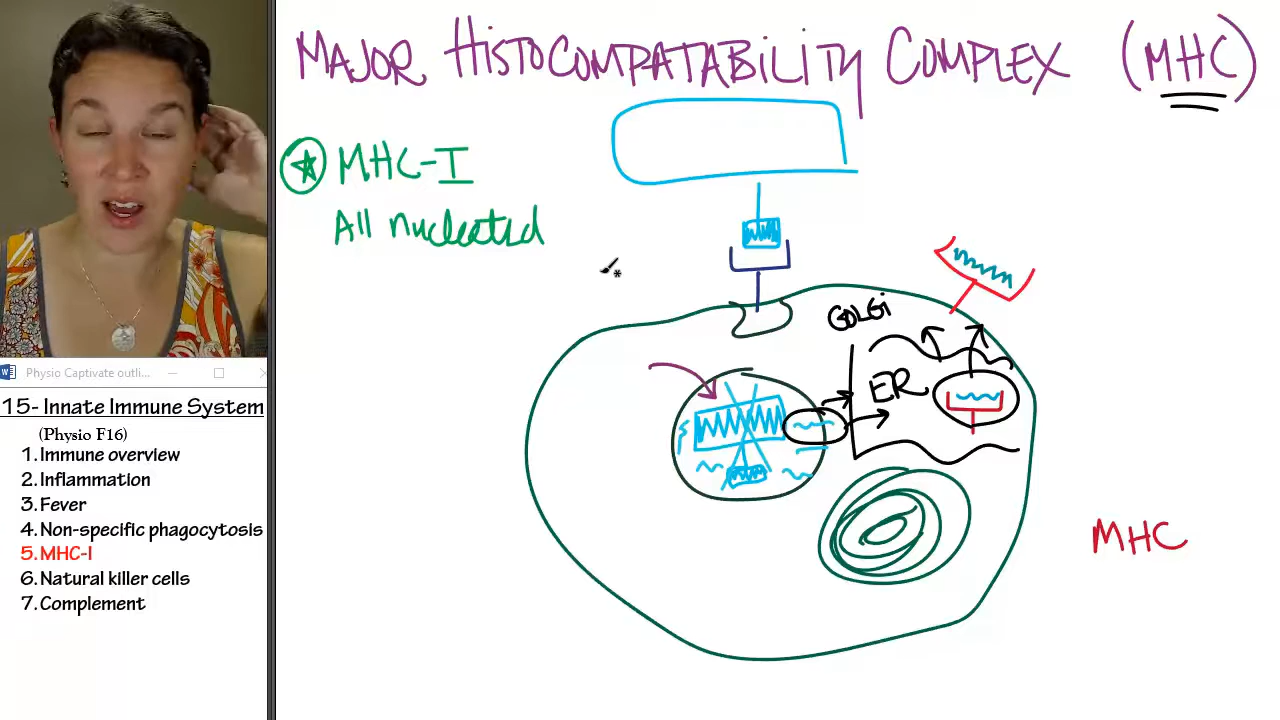 MAJOR HISTOCOMPATABILITY COMPLEX (MHC)
MHC-I
All nucleated
GOLGi
ER
MHC
Physio Captivate outli...
15- Innate Immune System
(Physio F16)
1. Immune overview
2. Inflammation
3. Fever
4. Non-specific phagocytosis
5. MHC-I
6. Natural killer cells
7. Complement